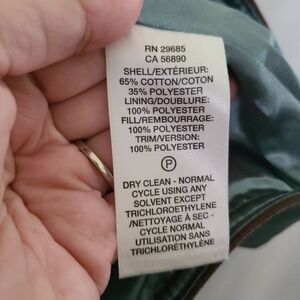 RN 29685
CA 56890
SHELL/EXTÉRIEUR:
65% COTTON/COTON
35% POLYESTER
LINING/DOUBLURE:
100% POLYESTER
FILL/REMBOURRAGE:
100% POLYESTER
TRIM/VERSION:
100% POLYESTER
P
DRY CLEAN - NORMAL
CYCLE USING ANY
SOLVENT EXCEPT
TRICHLOROETHYLENE
/NETTOYAGE À SEC -
CYCLE NORMAL
UTILISATION SANS
TRICHLORÉTHYLÈNE